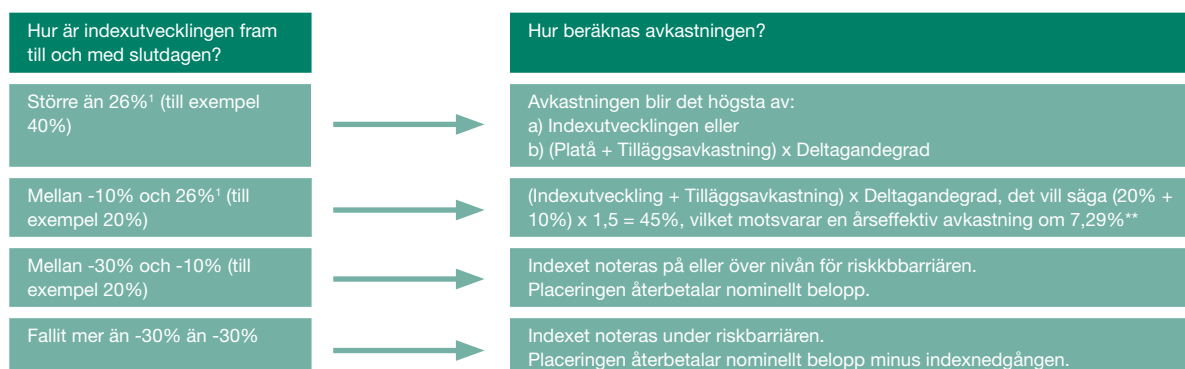 Hur är indexutvecklingen fram
till och med slutdagen?
Hur beräknas avkastningen?
Större än 26%¹ (till exempel
40%)
Avkastningen blir det högsta av:
a) Indexutvecklingen eller
b) (Platå + Tilläggsavkastning) x Deltagandegrad
Mellan -10% och 26%¹ (till
exempel 20%)
(Indexutveckling + Tilläggsavkastning) x Deltagandegrad, det vill säga (20% +
10%) x 1,5 = 45%, vilket motsvarar en årseffektiv avkastning om 7,29%**
Mellan -30% och -10% (till
exempel 20%)
Indexet noteras på eller över nivån för riskkbbarriären.
Placeringen återbetalar nominellt belopp.
Fallit mer än -30% än -30%
Indexet noteras under riskbarriären.
Placeringen återbetalar nominellt belopp minus indexnedgången.